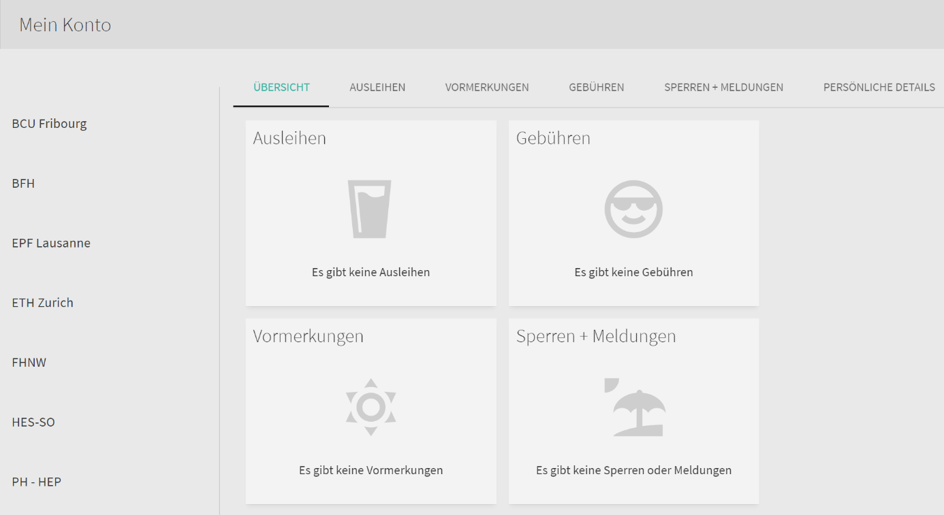 Mein Konto
BCU Fribourg
BFH
EPF Lausanne
ETH Zurich
FHNW
HES-SO
PH - HEP
ÜBERSICHT AUSLEIHEN VORMERKUNGEN GEBÜHREN SPERREN + MELDUNGEN PERSÖNLICHE DETAILS
Ausleihen
Es gibt keine Ausleihen
Gebühren
Es gibt keine Gebühren
Vormerkungen
Es gibt keine Vormerkungen
Sperren + Meldungen
Es gibt keine Sperren oder Meldungen